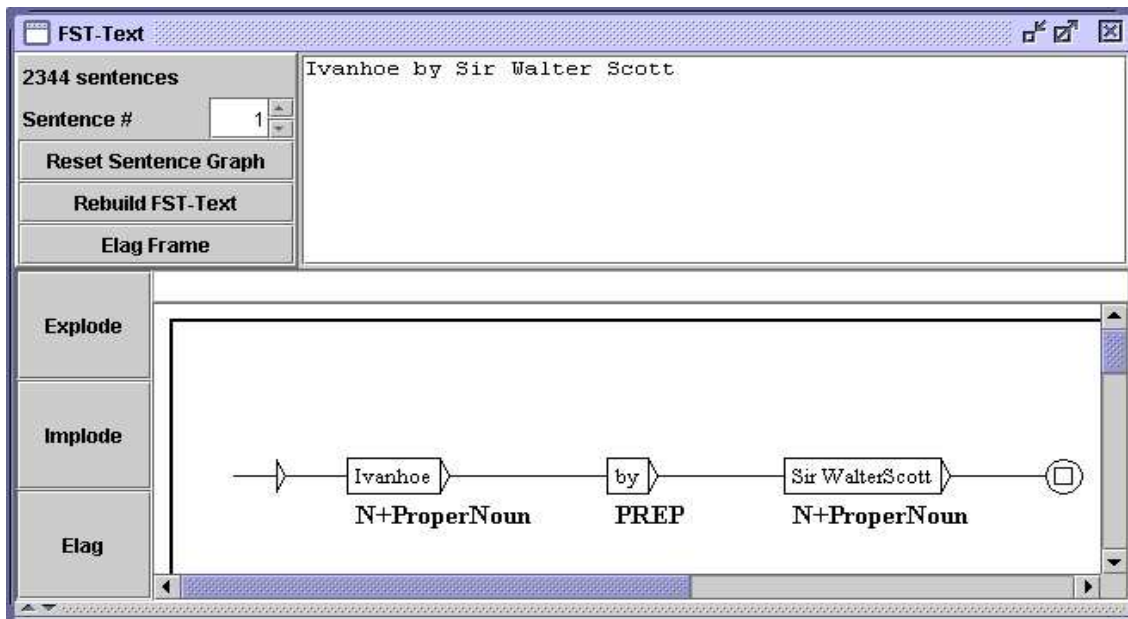 FST-Text
2344 sentences
Ivanhoe by Sir Walter Scott
Sentence # 1
Reset Sentence Graph
Rebuild FST-Text
Elag Frame
Explode
Implode
Elag
Ivanhoe by Sir WalterScott
N+ProperNoun PREP N+ProperNoun